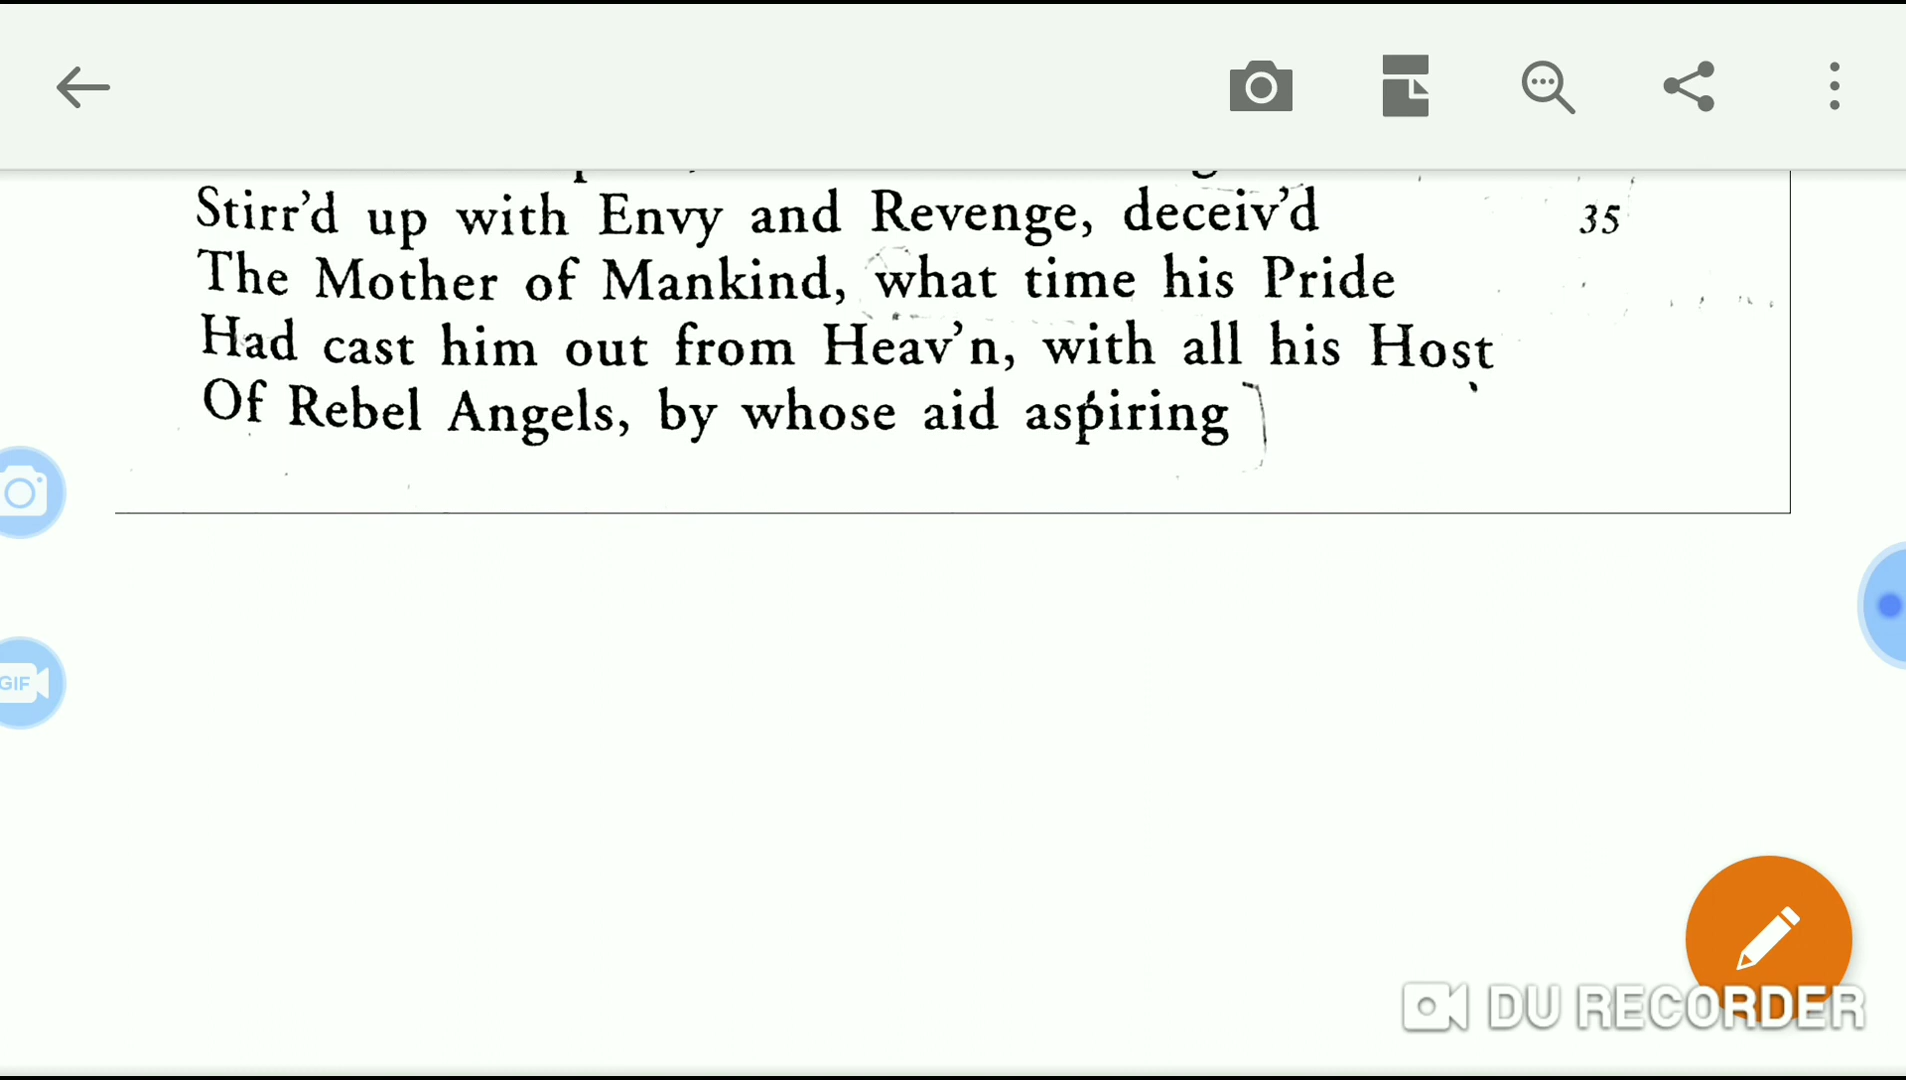 Stirr'd up with Envy and Revenge, deceiv'd 35
The Mother of Mankind, what time his Pride
Had cast him out from Heav'n, with all his Host
Of Rebel Angels, by whose aid aspiring
GIF
DU RECORDER